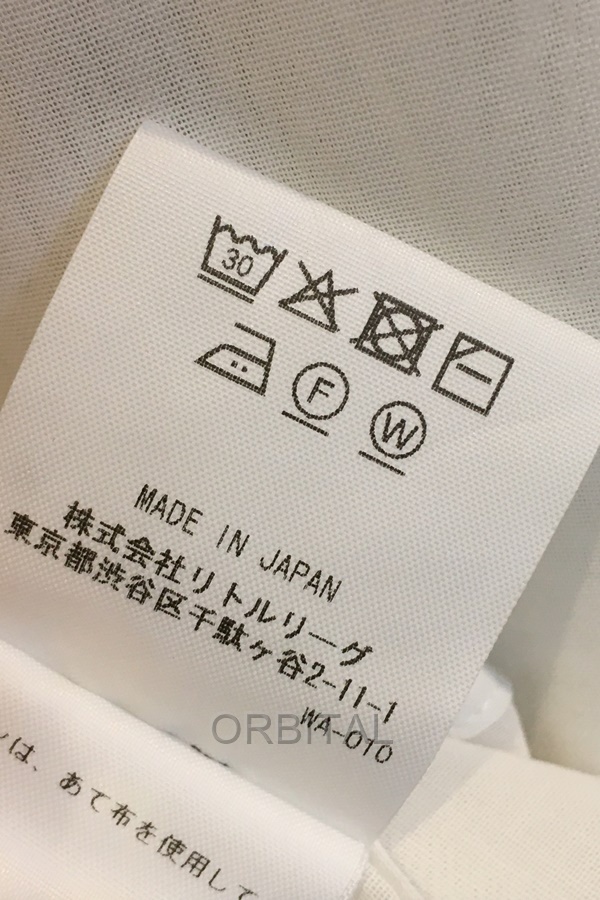 30
F
W
MADE IN JAPAN
株式会社リトルリーグ
東京都渋谷区千駄ヶ谷2-11-1
WA-010
ORBITAL
は、あて布を使用して